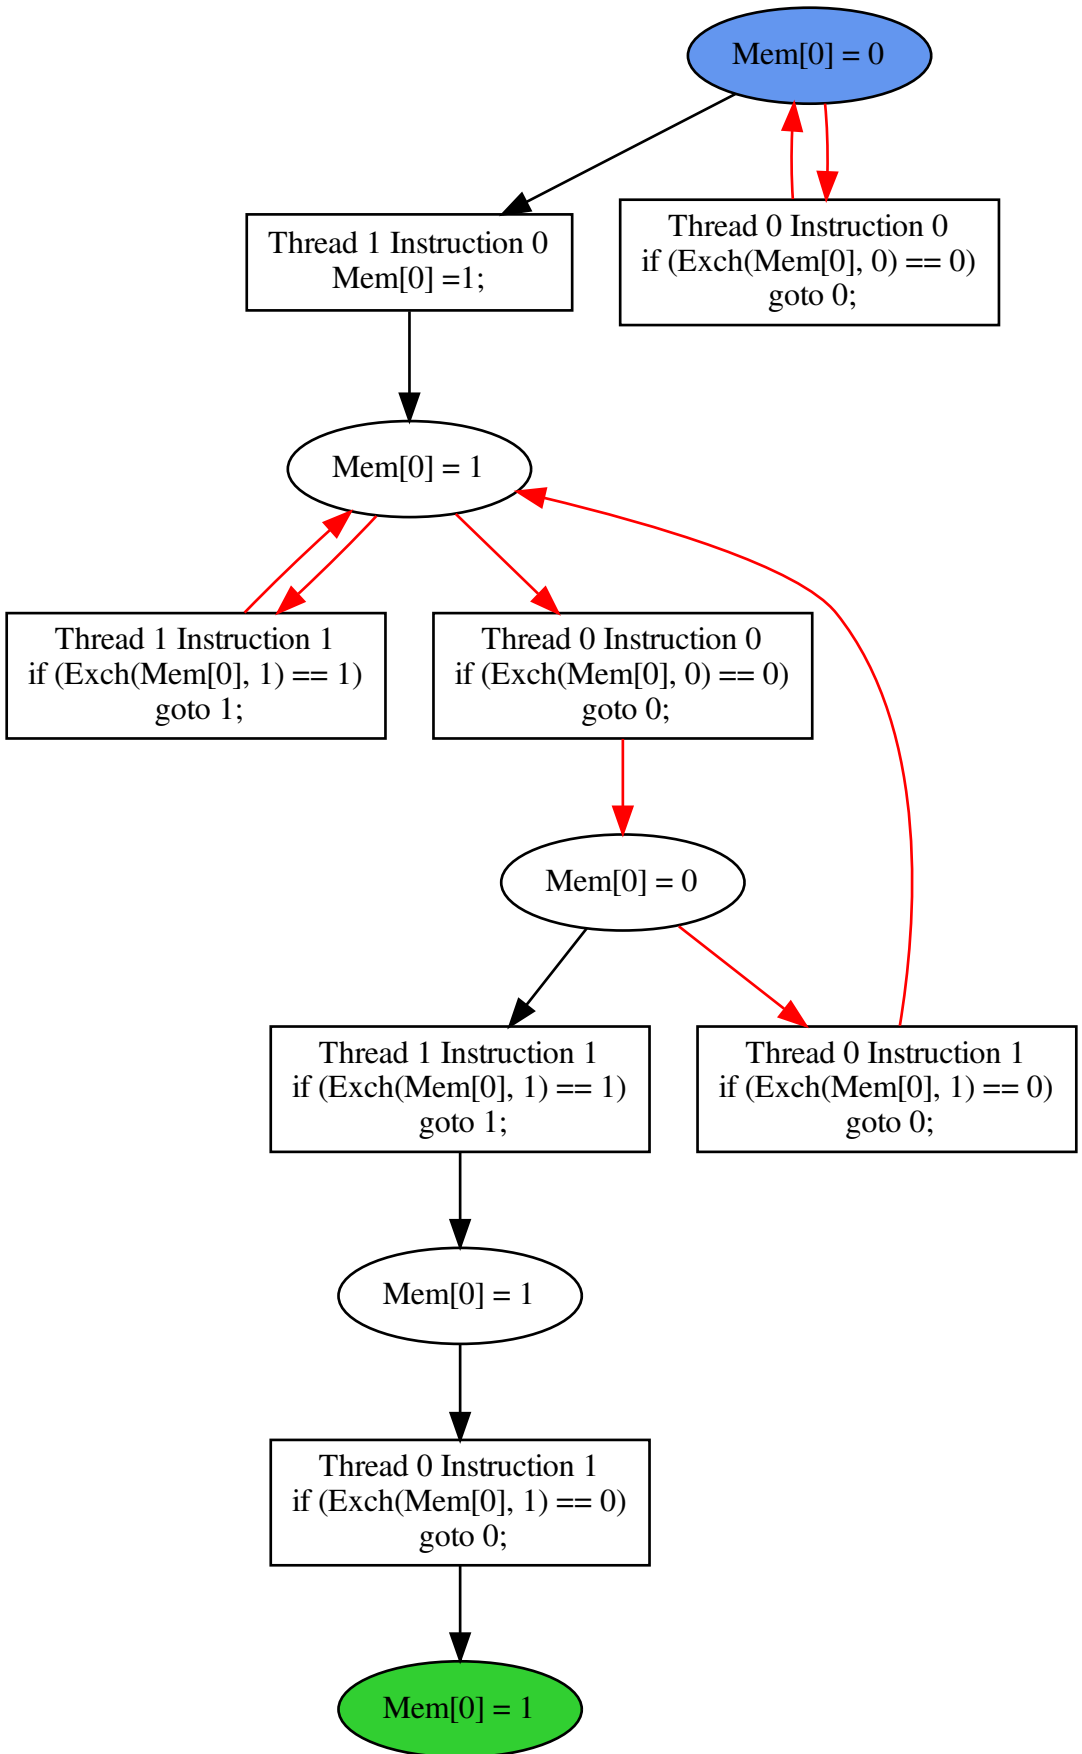 Mem[0] = 0
Thread 1 Instruction 0
Mem[0] =1;
Thread 0 Instruction 0
if (Exch(Mem[0], 0) == 0)
goto 0;
Mem[0] = 1
Thread 1 Instruction 1
if (Exch(Mem[0], 1) == 1)
goto 1;
Thread 0 Instruction 0
if (Exch(Mem[0], 0) == 0)
goto 0;
Mem[0] = 0
Thread 1 Instruction 1
if (Exch(Mem[0], 1) == 1)
goto 1;
Thread 0 Instruction 1
if (Exch(Mem[0], 1) == 0)
goto 0;
Mem[0] = 1
Thread 0 Instruction 1
if (Exch(Mem[0], 1) == 0)
goto 0;
Mem[0] = 1